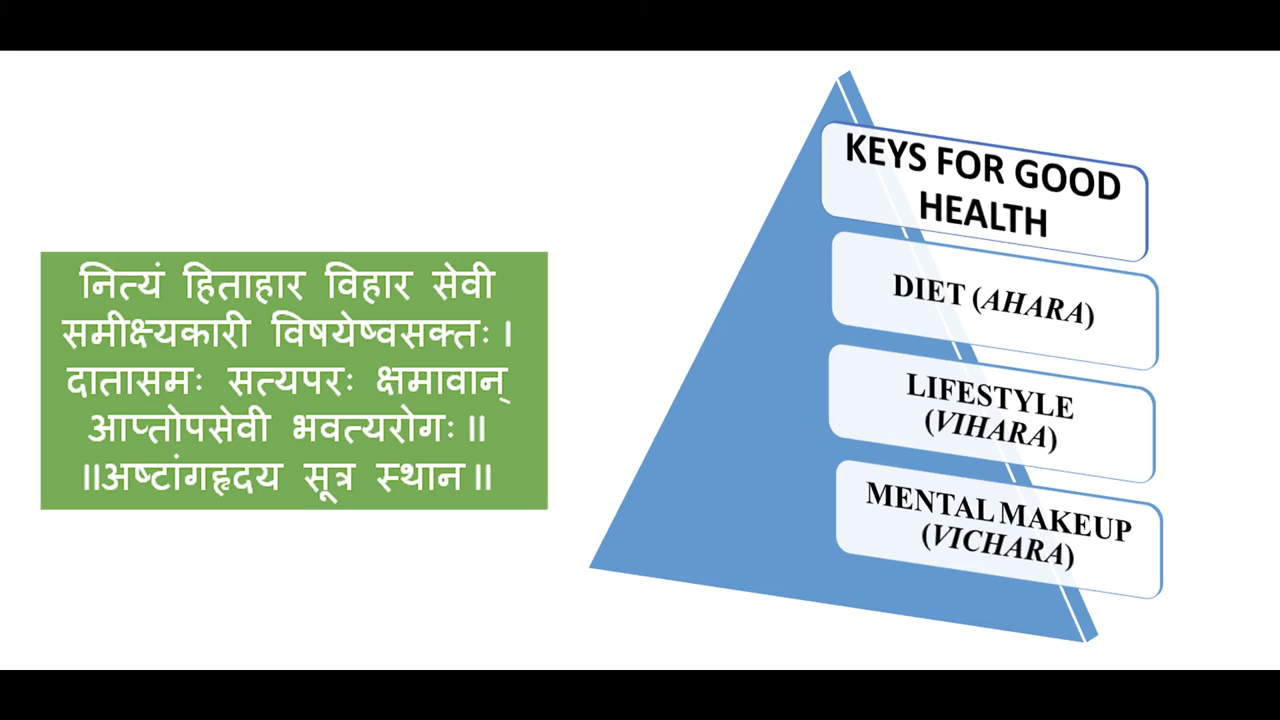 नित्यं हिताहार विहार सेवी
समीक्ष्यकारी विषयेष्वसक्तः ।
दातासमः सत्यपरः क्षमावान्
आप्तोपसेवी भवत्यरोगः ॥
॥अष्टांगहृदय सूत्र स्थान॥
KEYS FOR GOOD
HEALTH
DIET (AHARA)
LIFESTYLE
(VIHARA)
MENTAL MAKEUP
(VICHARA)